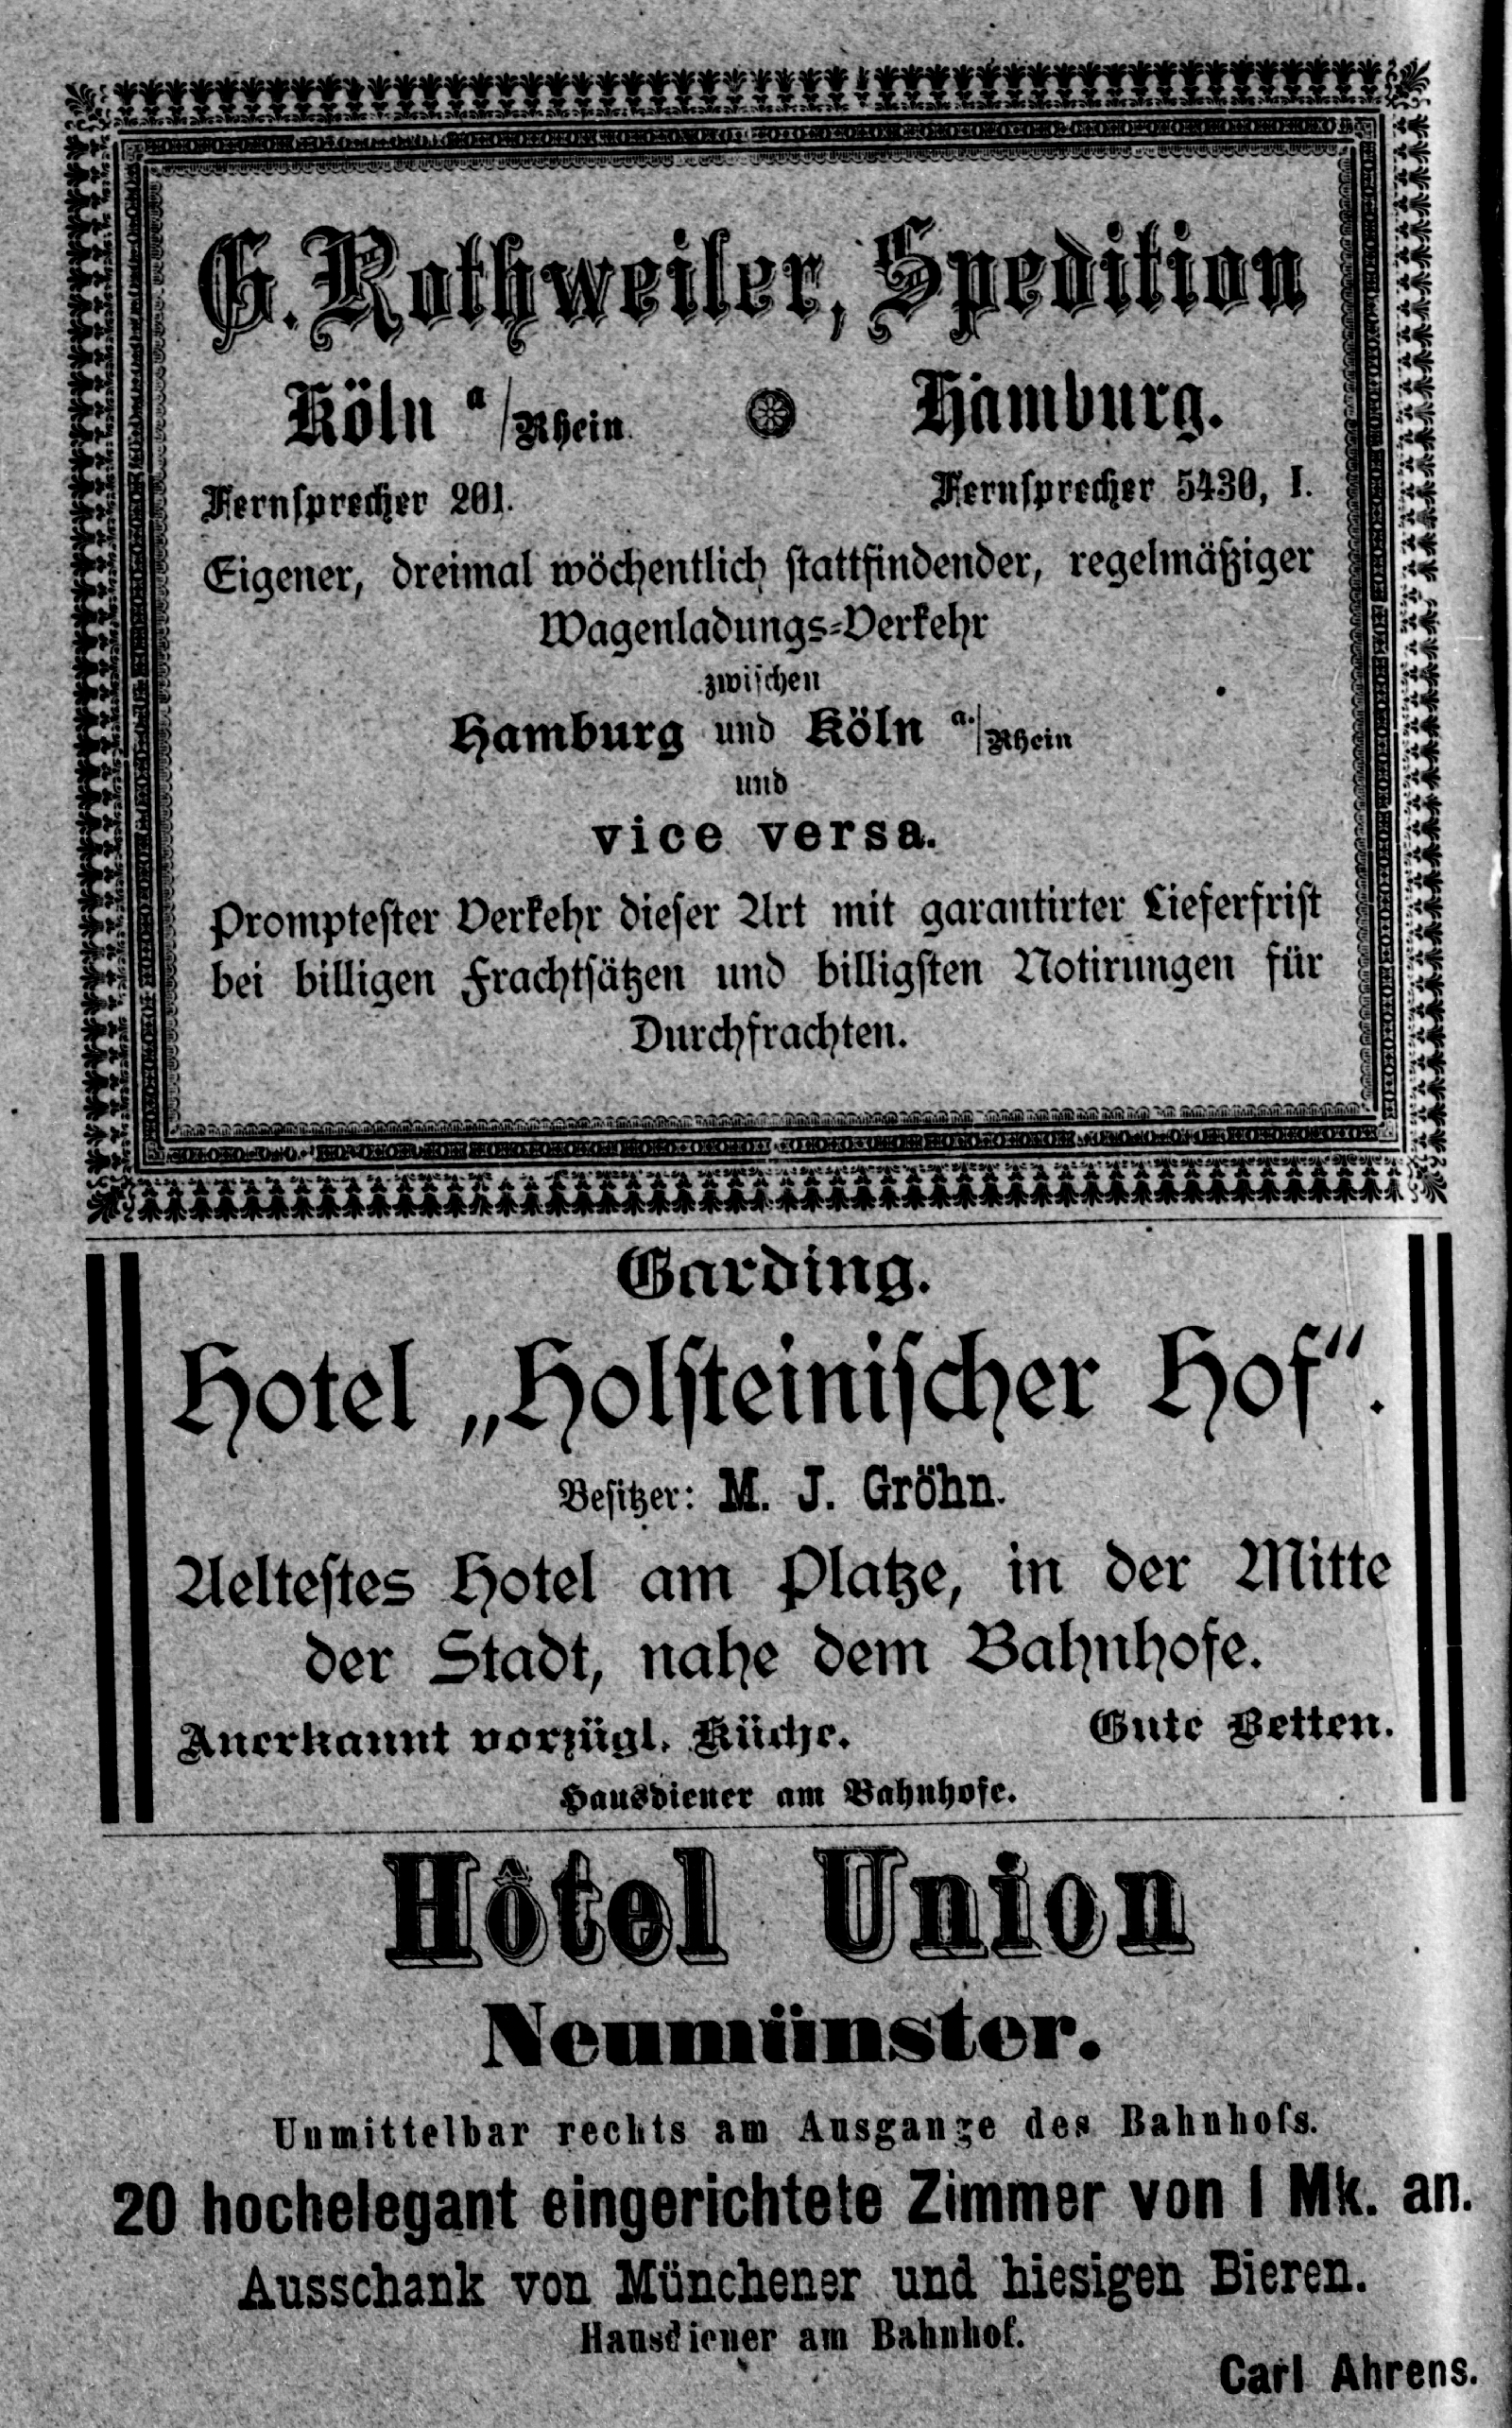 G. Rothweiler, Spedition
Köln a/Rhein. Hamburg.
Fernsprecher 201. Fernsprecher 5430, I.
Eigener, dreimal wöchentlich stattfindender, regelmäßiger
Wagenladungs-Verkehr
zwischen
Hamburg und Köln a./Rhein
und
vice versa.
Promptester Verkehr dieser Art mit garantirter Lieferfrist
bei billigen Frachtsätzen und billigsten Notirungen für
Durchfrachten.
Garding.
Hotel „Holsteinischer Hof“.
Besitzer: M. J. Gröhn.
Aeltestes Hotel am Platze, in der Mitte
der Stadt, nahe dem Bahnhofe.
Anerkannt vorzügl. Küche. Gute Betten.
Hausdiener am Bahnhofe.
Hôtel Union
Neumünster.
Unmittelbar rechts am Ausgange des Bahnhofs.
20 hochelegant eingerichtete Zimmer von 1 Mk. an.
Ausschank von Münchener und hiesigen Bieren.
Hausdiener am Bahnhof.
Carl Ahrens.